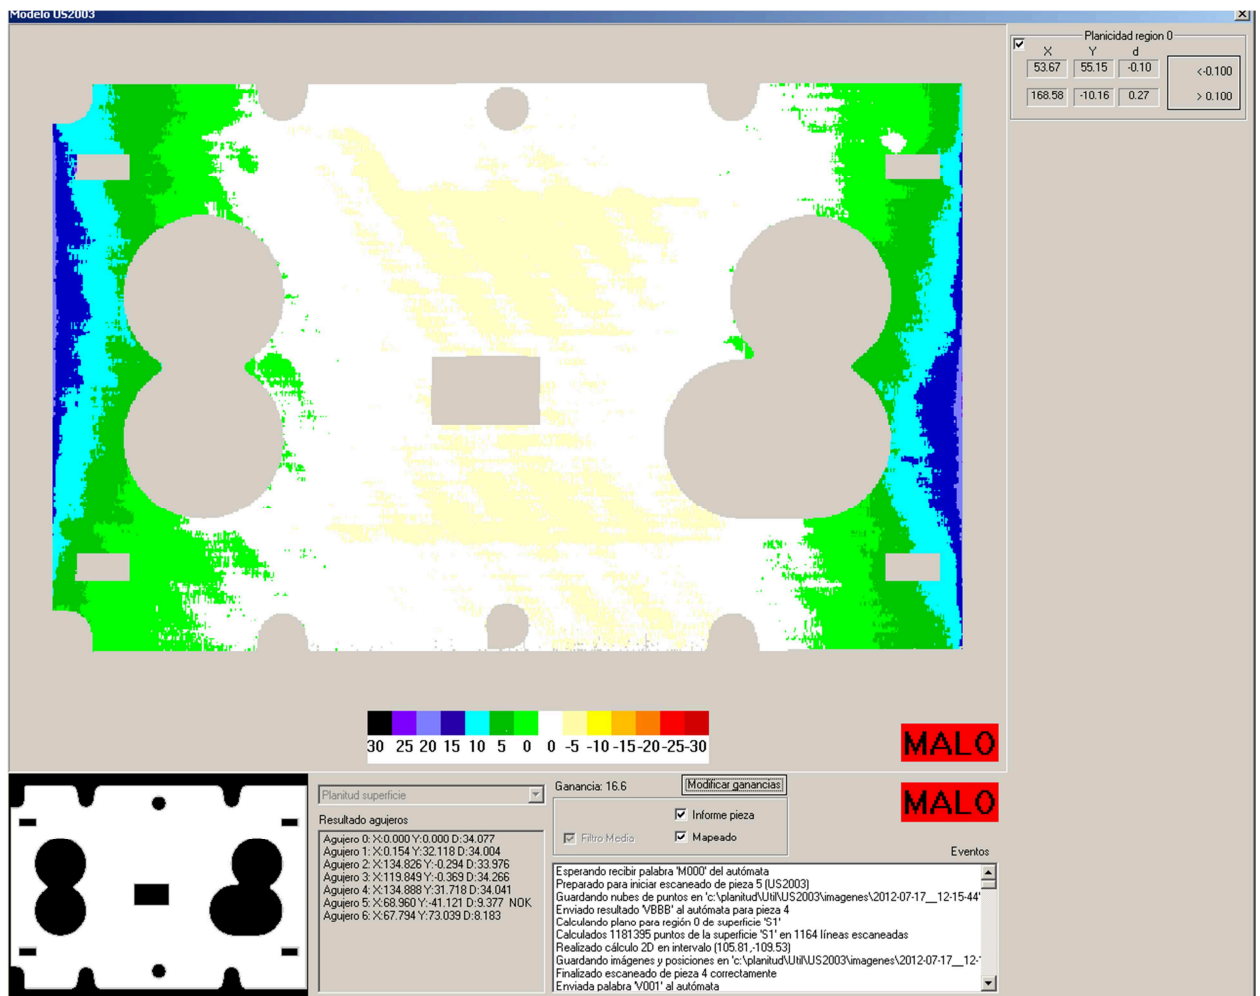 Modelo US2003
Planicidad region 0
X Y d
53.67 55.15 -0.10 <-0.100
168.58 -10.16 0.27 > 0.100
30 25 20 15 10 5 0 0 -5 -10 -15 -20 -25 -30
MALO
Planitud superficie
Resultado agujeros
Agujero 0: X:0.000 Y:0.000 D:34.077
Agujero 1: X:0.154 Y:32.118 D:34.004
Agujero 2: X:134.826 Y:-0.294 D:33.976
Agujero 3: X:119.849 Y:-0.369 D:34.266
Agujero 4: X:134.888 Y:31.718 D:34.041
Agujero 5: X:68.960 Y:-41.121 D:9.377 NOK
Agujero 6: X:67.794 Y:73.039 D:8.183
Ganancia: 16.6
Modificar ganancias
Informe pieza
Filtro Media
Mapeado
MALO
Eventos
Esperando recibir palabra 'M000' del autómata
Preparado para iniciar escaneado de pieza 5 (US2003)
Guardando nubes de puntos en 'c:\planitud\Util\US2003\imagenes\2012-07-17__12-15-44'
Enviado resultado 'VBBB' al autómata para pieza 4
Calculando plano para región 0 de superficie 'S1'
Calculados 1181395 puntos de la superficie 'S1' en 1164 líneas escaneadas
Realizado cálculo 2D en intervalo (105.81,-109.53)
Guardando imágenes y posiciones en 'c:\planitud\Util\US2003\imagenes\2012-07-17__12-
Finalizado escaneado de pieza 4 correctamente
Enviada palabra 'V001' al autómata